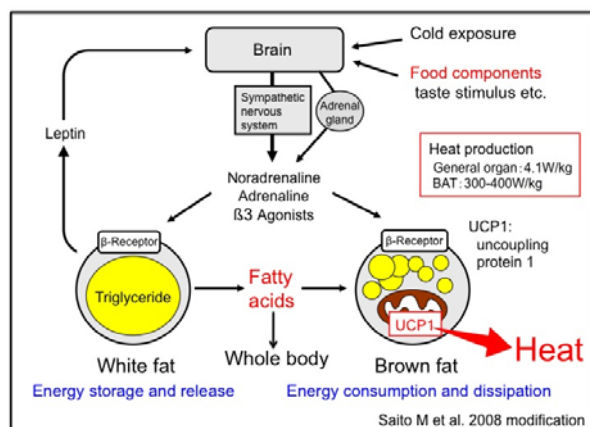 Brain
Cold exposure
Food components
taste stimulus etc.
Sympathetic
nervous
system
Adrenal
gland
Leptin
Heat production
General organ：4.1W/kg
BAT：300-400W/kg
Noradrenaline
Adrenaline
ß3 Agonists
UCP1:
uncoupling
protein 1
β-Receptor
β-Receptor
Triglyceride
Fatty
acids
UCP1
Heat
White fat
Whole body
Brown fat
Energy storage and release
Energy consumption and dissipation
Saito M et al. 2008 modification